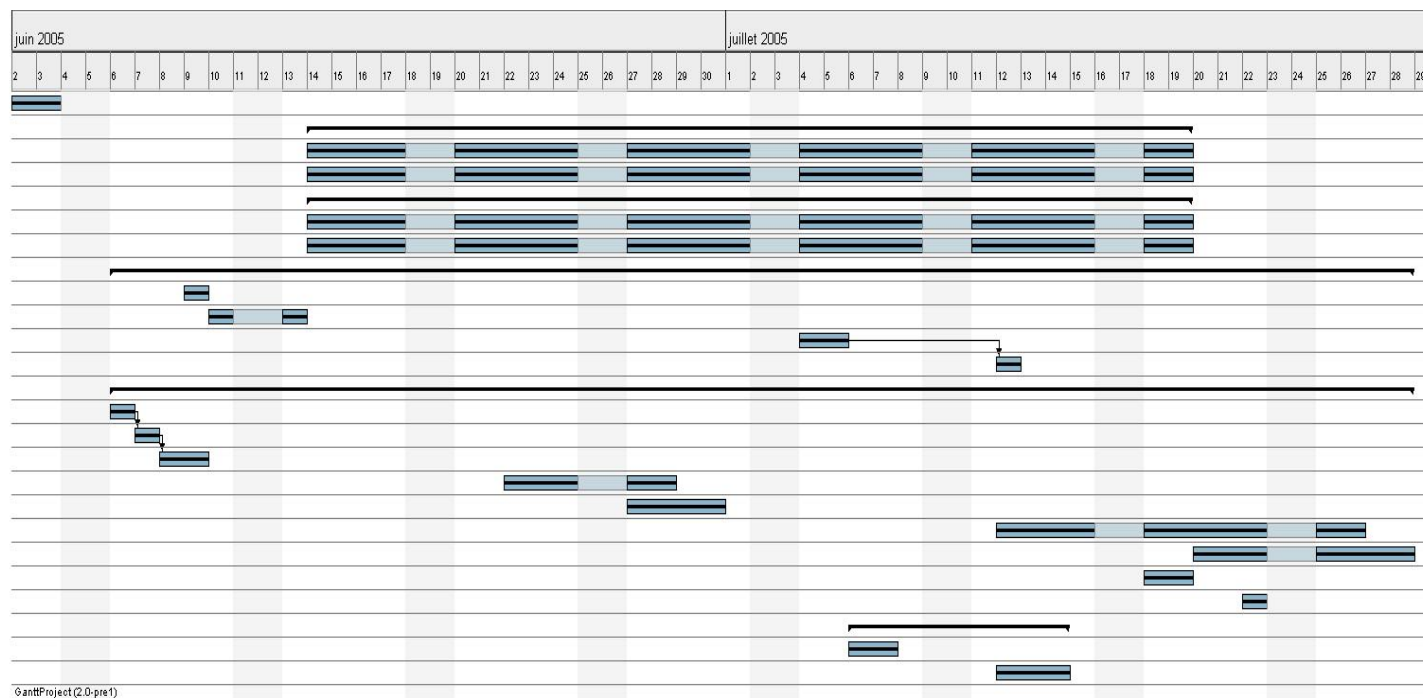 juin 2005 juillet 2005
2 3 4 5 6 7 8 9 10 11 12 13 14 15 16 17 18 19 20 21 22 23 24 25 26 27 28 29 30 1 2 3 4 5 6 7 8 9 10 11 12 13 14 15 16 17 18 19 20 21 22 23 24 25 26 27 28 29
GanttProject (2.0-pre1)